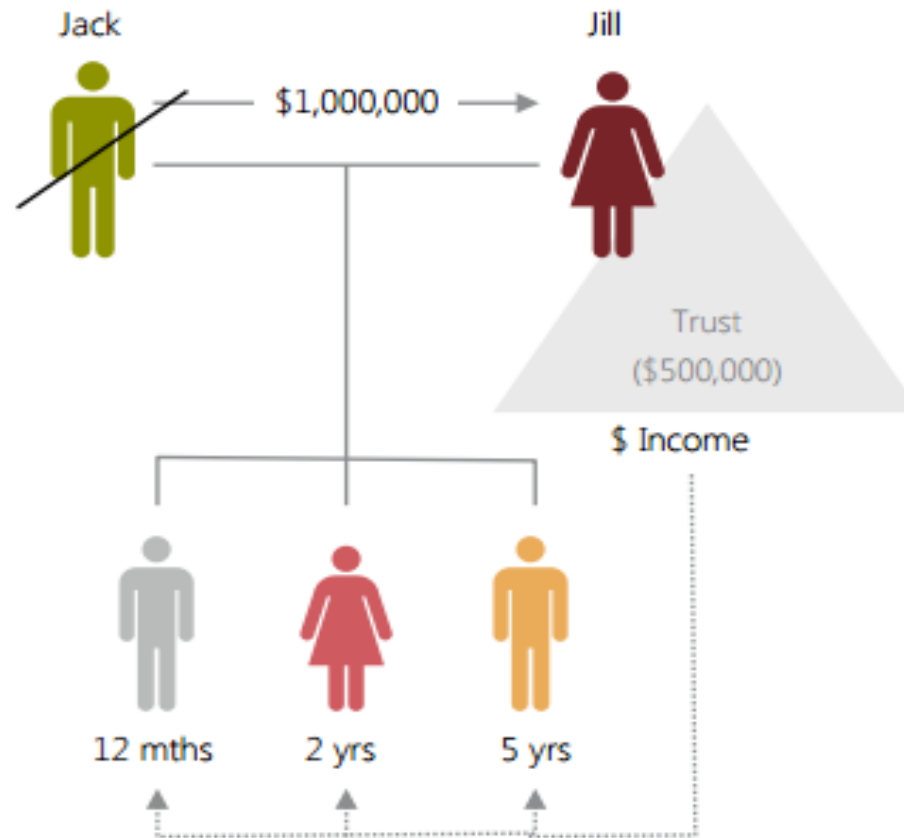 Jack
Jill
$1,000,000
Trust
($500,000)
$ Income
12 mths
2 yrs
5 yrs